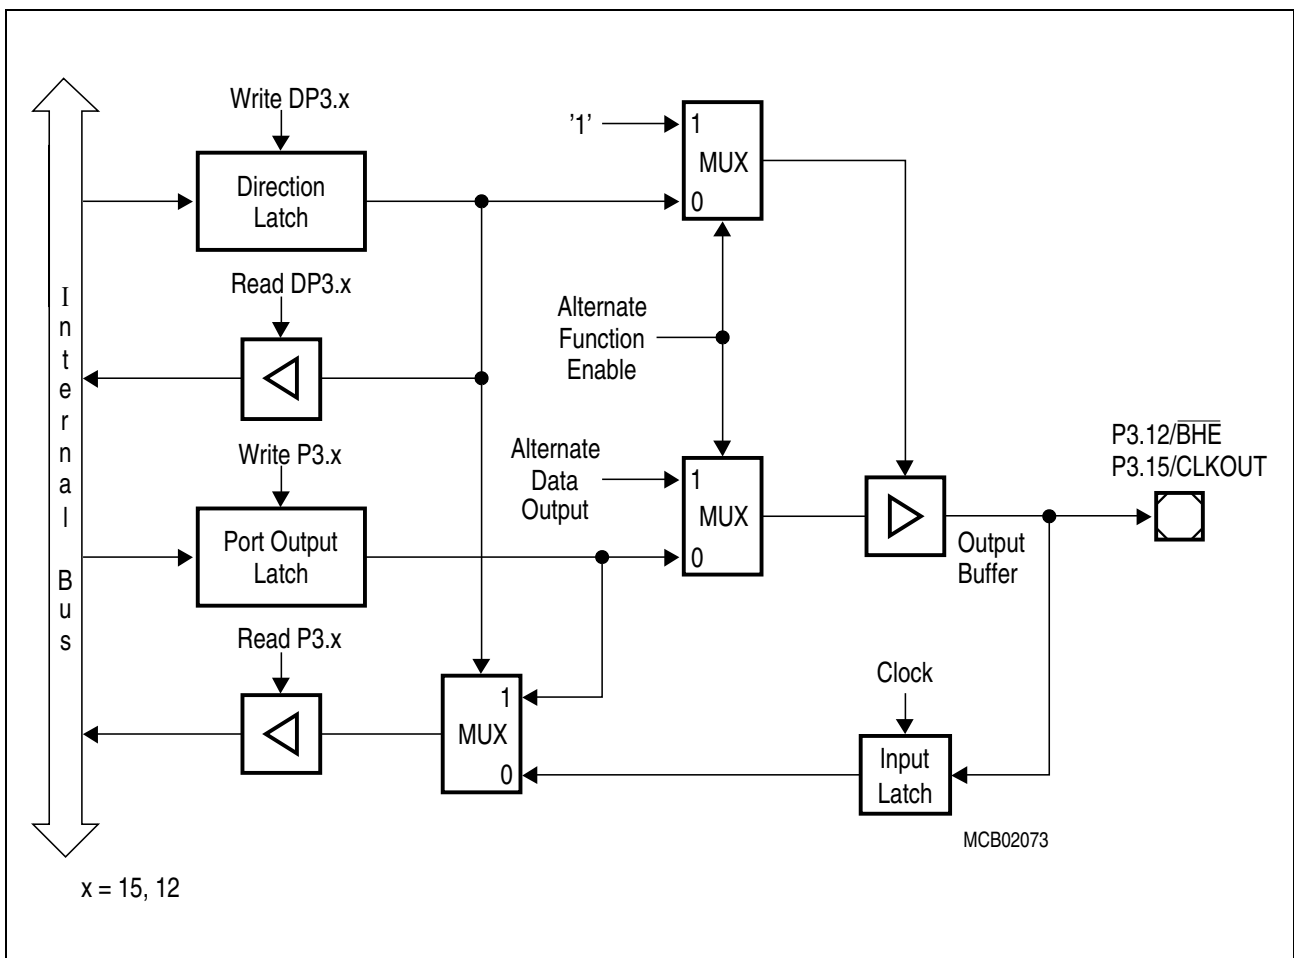 Write DP3.x
'1'
1
MUX
0
Direction
Latch
Read DP3.x
Internal Bus
Alternate
Function
Enable
Write P3.x
Alternate
Data
Output
1
MUX
0
P3.12/B̅H̅E̅
P3.15/CLKOUT
Port Output
Latch
Output
Buffer
Read P3.x
1
MUX
0
Clock
Input
Latch
MCB02073
x = 15, 12